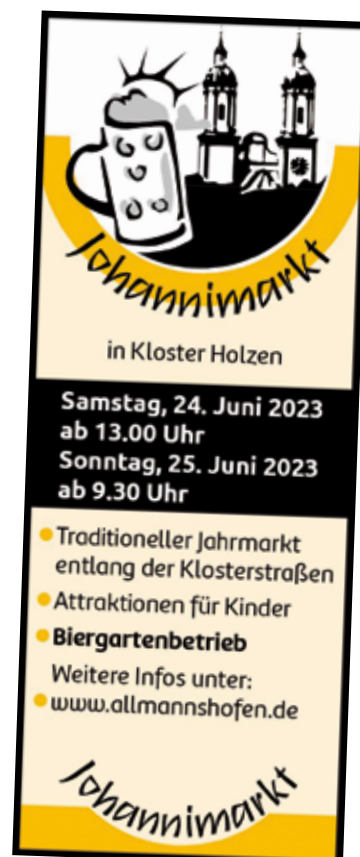 Johannimarkt
in Kloster Holzen
Samstag, 24. Juni 2023
ab 13.00 Uhr
Sonntag, 25. Juni 2023
ab 9.30 Uhr
Traditioneller Jahrmarkt
entlang der Klosterstraßen
Attraktionen für Kinder
Biergartenbetrieb
Weitere Infos unter:
www.allmannshofen.de
Johannimarkt